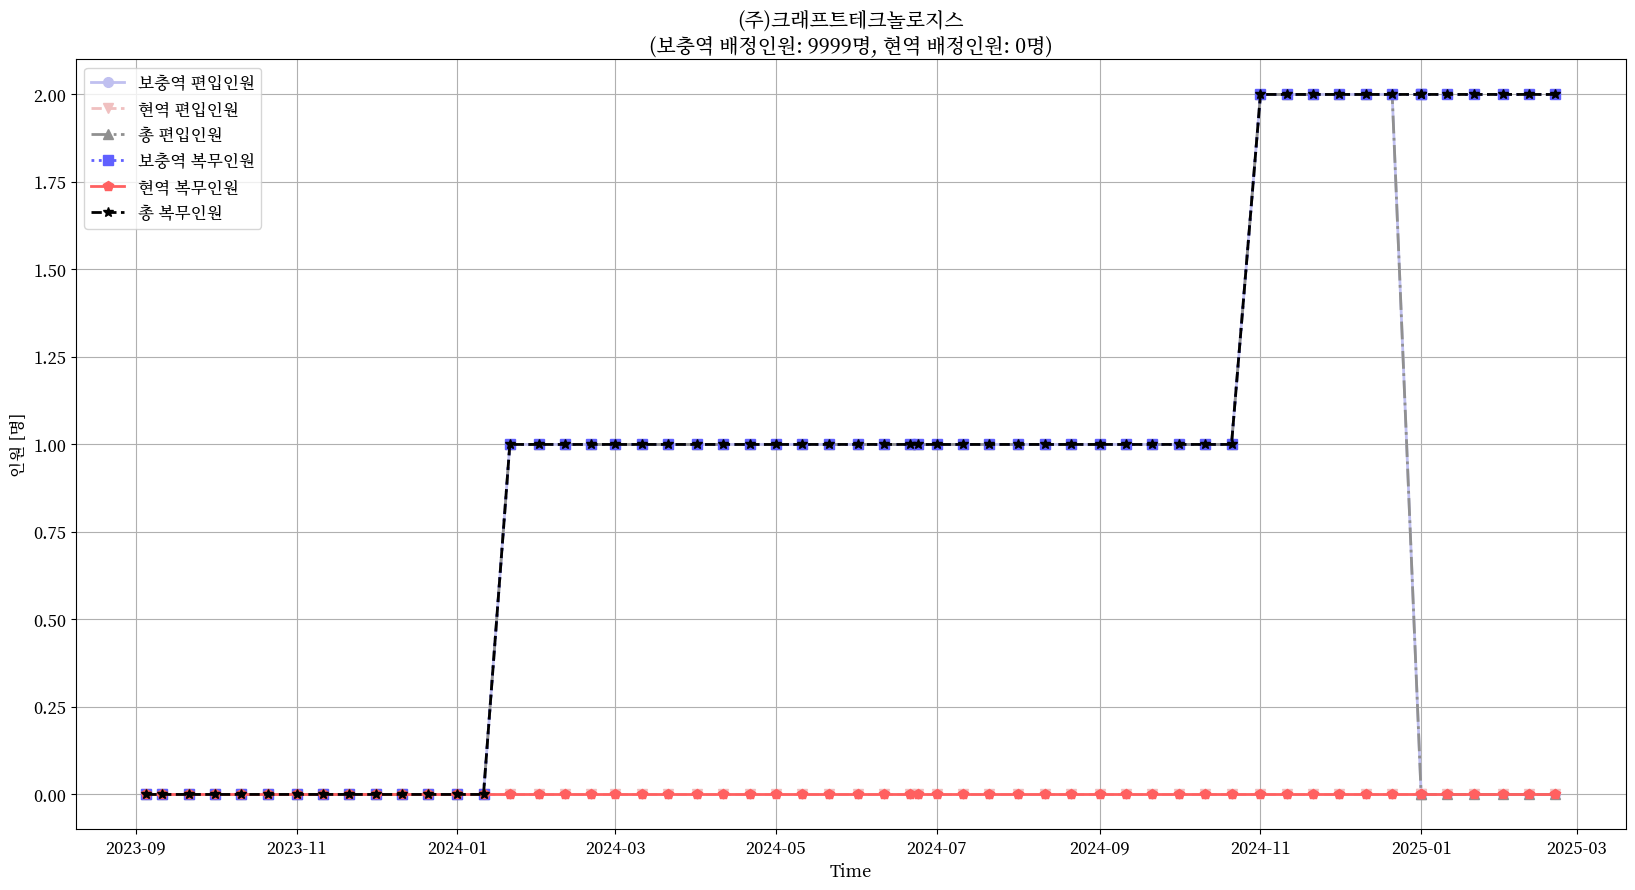 (주)크래프트테크놀로지스
(보충역 배정인원: 9999명, 현역 배정인원: 0명)
보충역 편입인원
현역 편입인원
총 편입인원
보충역 복무인원
현역 복무인원
총 복무인원
2.00
1.75
1.50
1.25
1.00
0.75
0.50
0.25
0.00
인원 [명]
2023-09 2023-11 2024-01 2024-03 2024-05 2024-07 2024-09 2024-11 2025-01 2025-03
Time